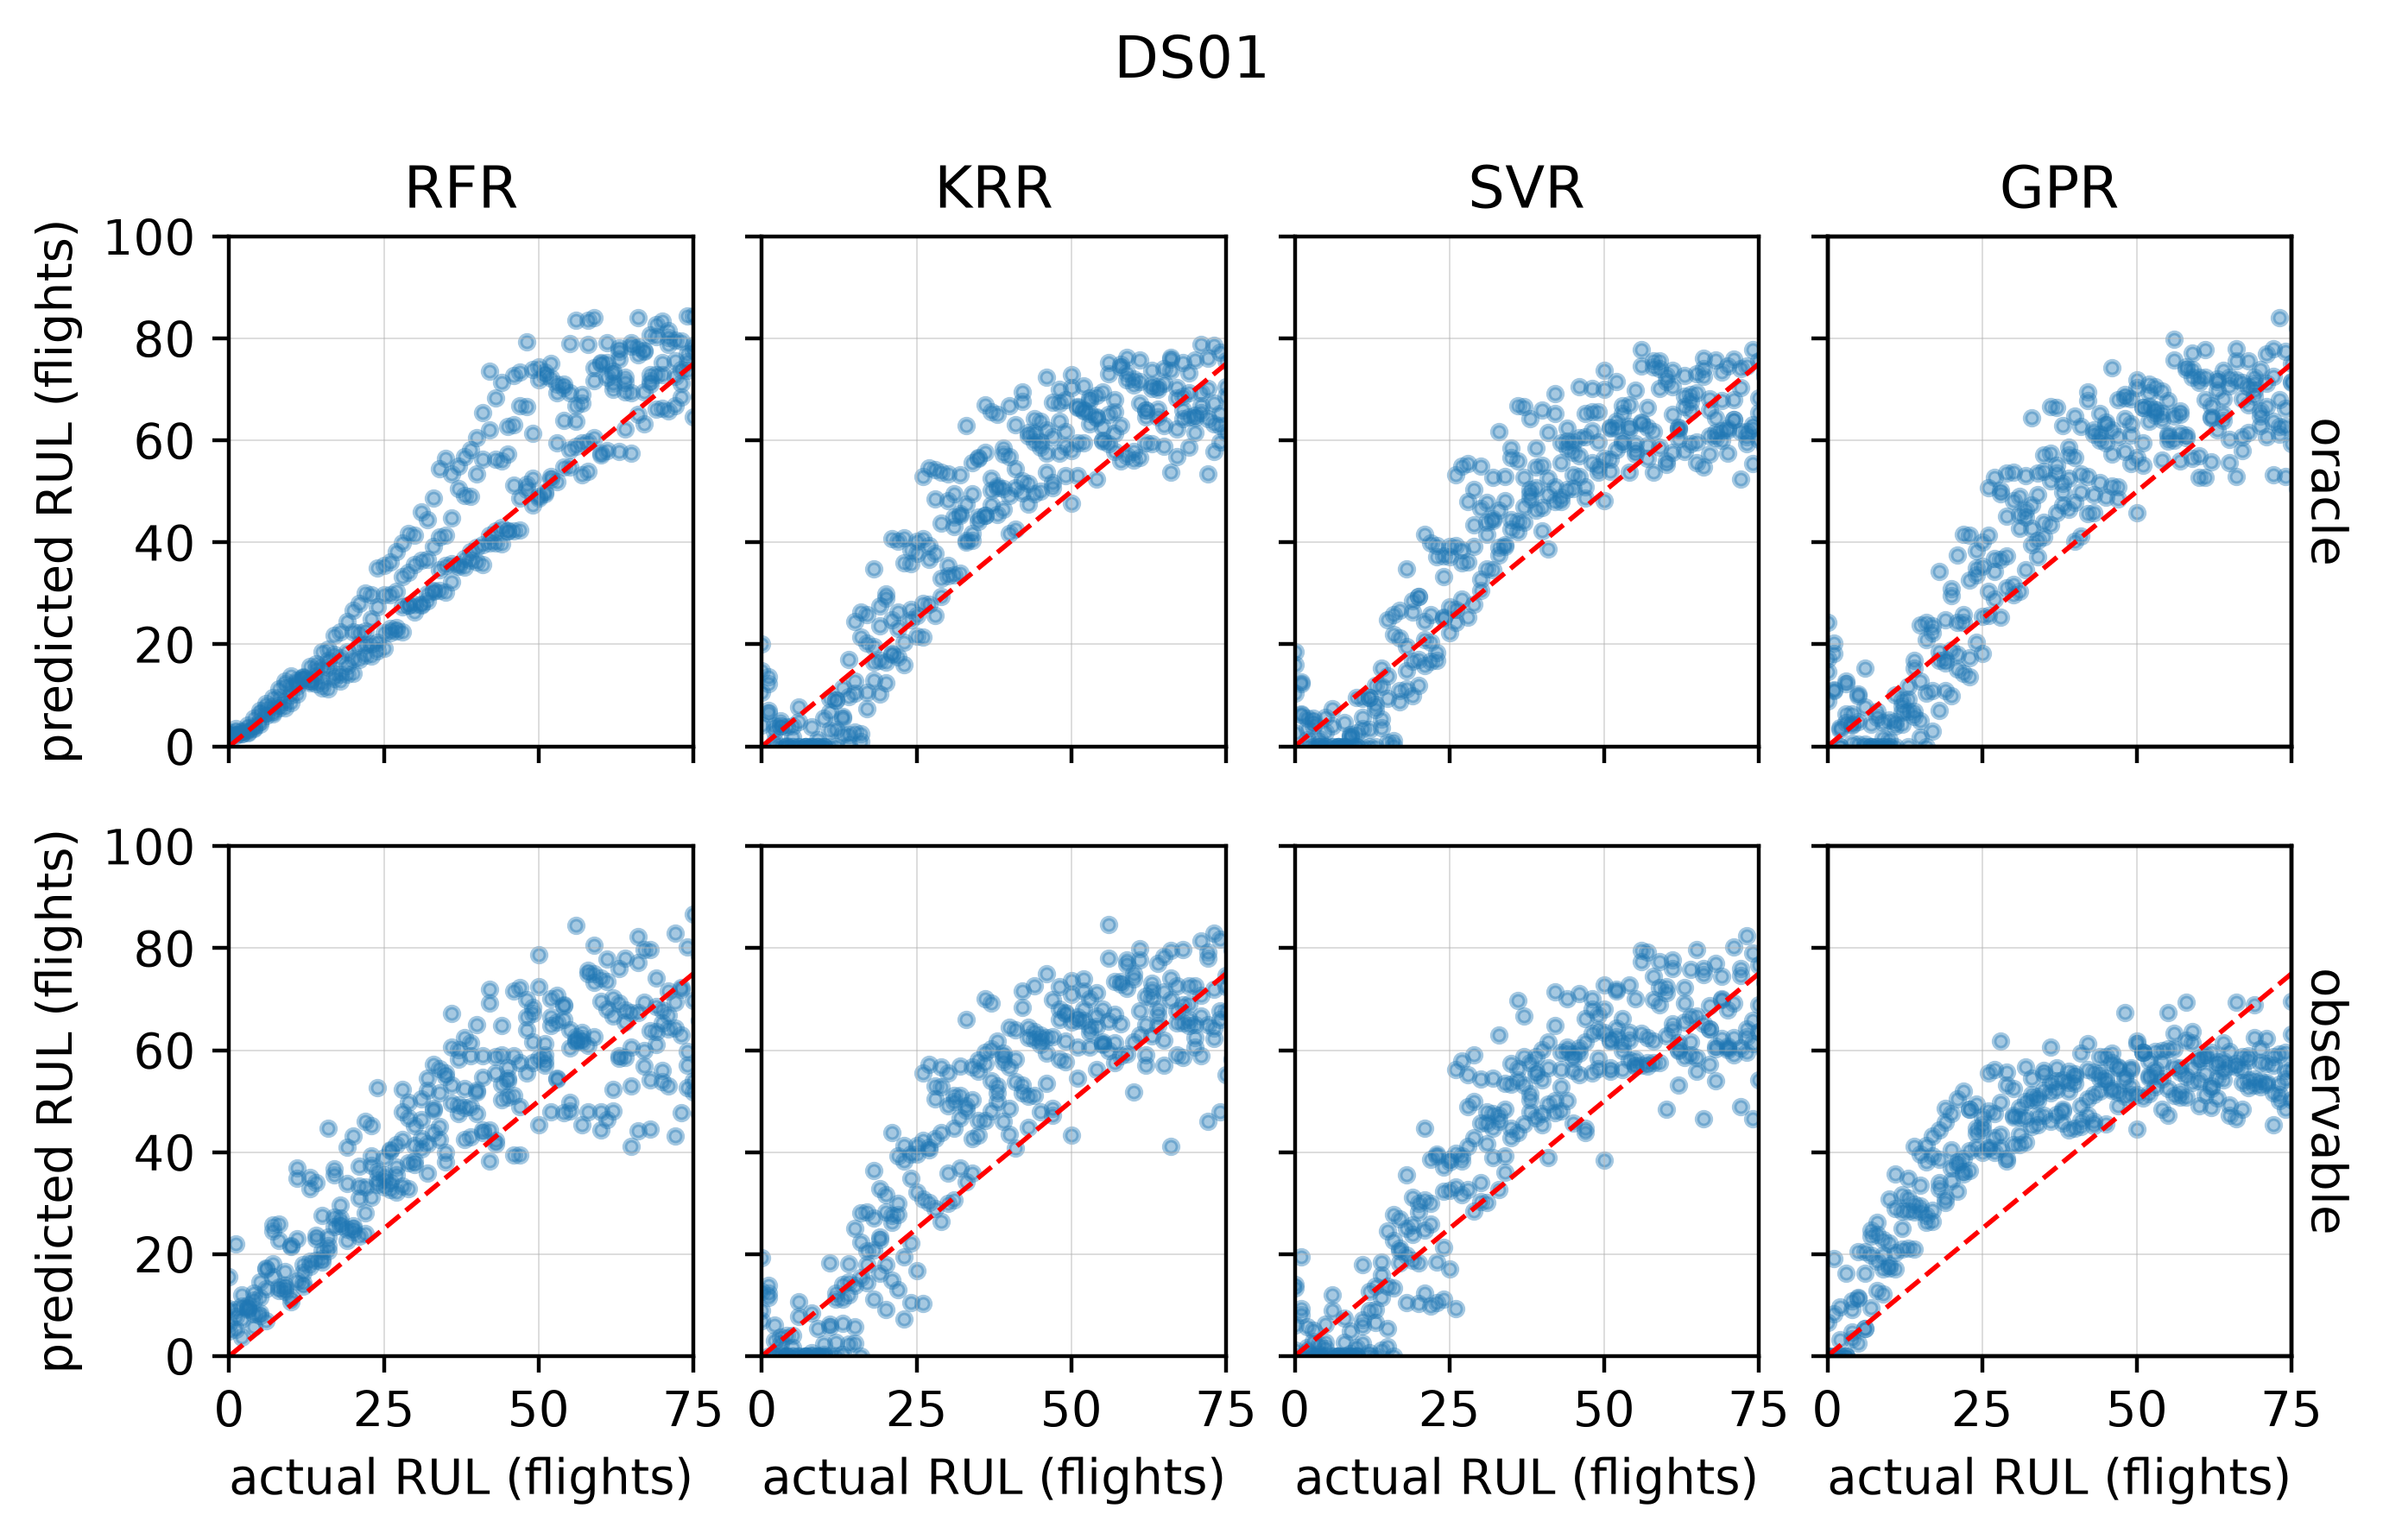 DS01
RFR KRR SVR GPR
predicted RUL (flights)
100
80
60
40
20
0
oracle
predicted RUL (flights)
100
80
60
40
20
0
observable
0 25 50 75 0 25 50 75 0 25 50 75 0 25 50 75
actual RUL (flights) actual RUL (flights) actual RUL (flights) actual RUL (flights)